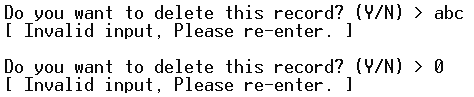 Do you want to delete this record? (Y/N) > abc
[ Invalid input, Please re-enter. ]
Do you want to delete this record? (Y/N) > 0
[ Invalid input, Please re-enter. ]